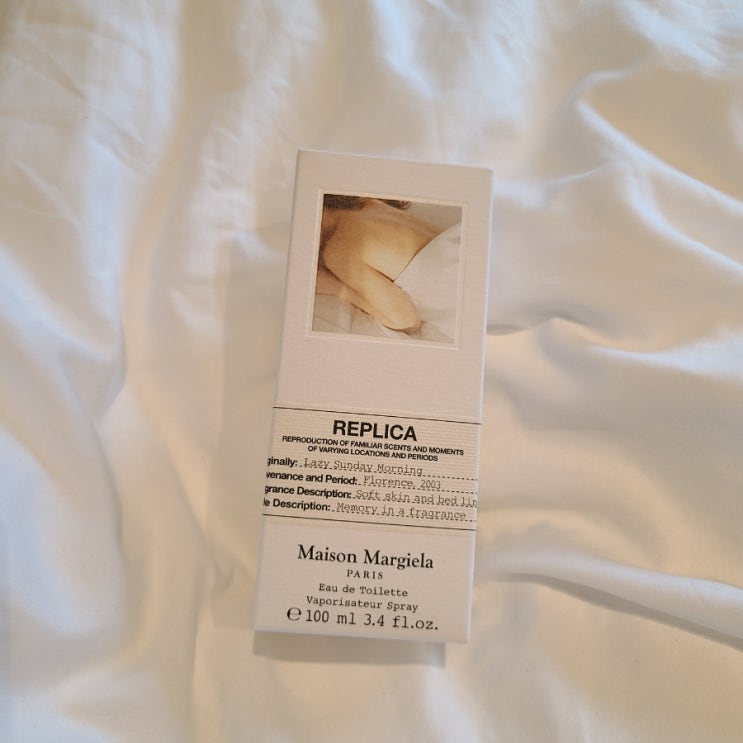 REPLICA
REPRODUCTION OF FAMILIAR SCENTS AND MOMENTS
OF VARYING LOCATIONS AND PERIODS
ginally: Lazy Sunday Morning
venance and Period: Florence, 2003
grance Description: Soft skin and bed lin
le Description: Memory in a fragrance
Maison Margiela
PARIS
Eau de Toilette
Vaporisateur Spray
℮ 100 ml 3.4 fl.oz.